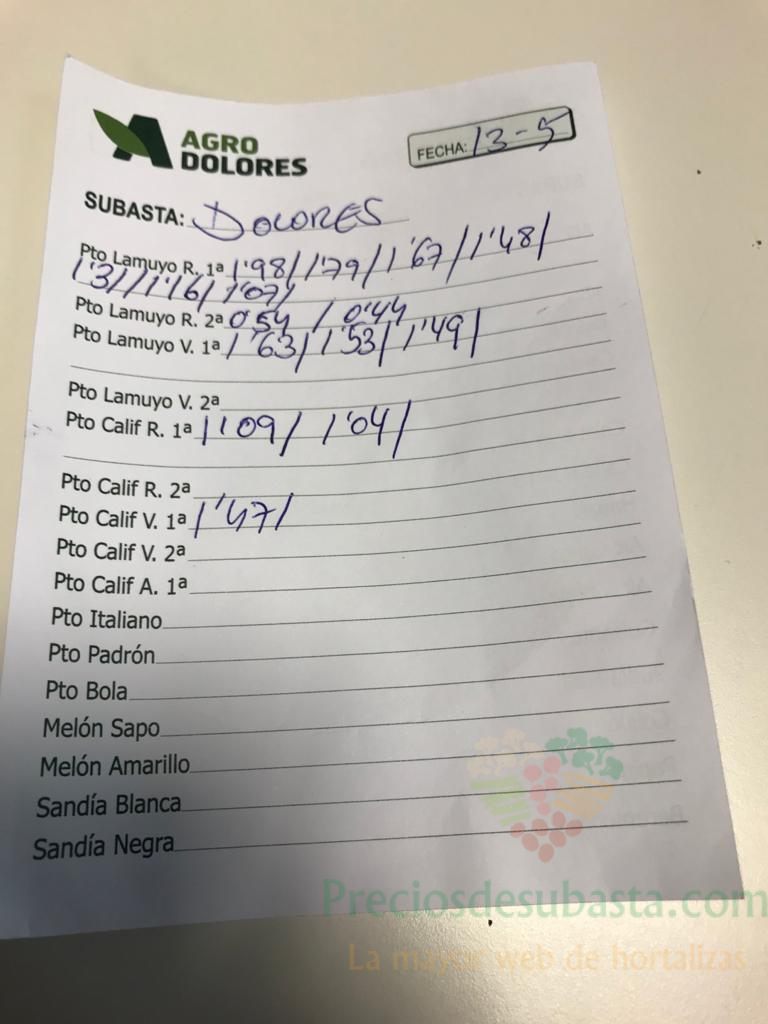 AGRO
DOLORES
FECHA: 13-5
SUBASTA: DOLORES
Pto Lamuyo R. 1ª 1'98/1'79/1'67/1'48/
1'31/1'16/1'07/
Pto Lamuyo R. 2ª 0'54 / 0'44
Pto Lamuyo V. 1ª 1'63/1'53/1'49/
Pto Lamuyo V. 2ª
Pto Calif R. 1ª 1'09/ 1'04/
Pto Calif R. 2ª
Pto Calif V. 1ª 1'47/
Pto Calif V. 2ª
Pto Calif A. 1ª
Pto Italiano
Pto Padrón
Pto Bola
Melón Sapo
Melón Amarillo
Sandía Blanca
Sandía Negra
Preciosdesubasta.com
La mayor web de hortalizas